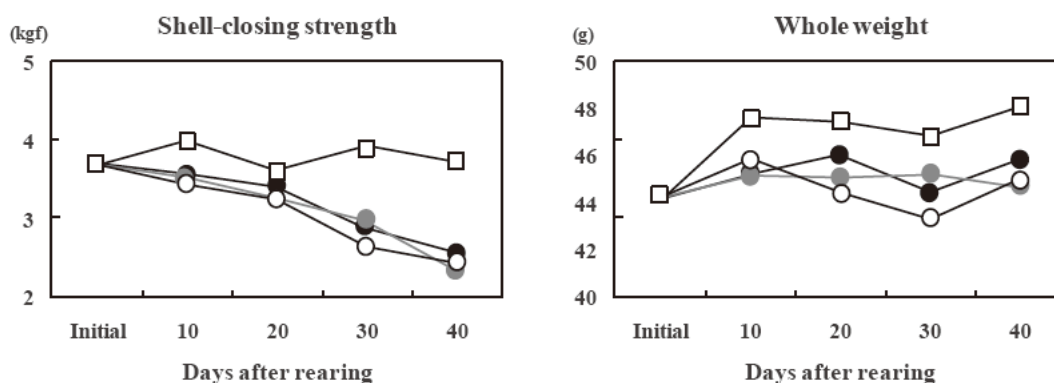 Shell-closing strength
(kgf)
5
4
3
2
Initial 10 20 30 40
Days after rearing
Whole weight
(g)
50
48
46
44
42
40
Initial 10 20 30 40
Days after rearing